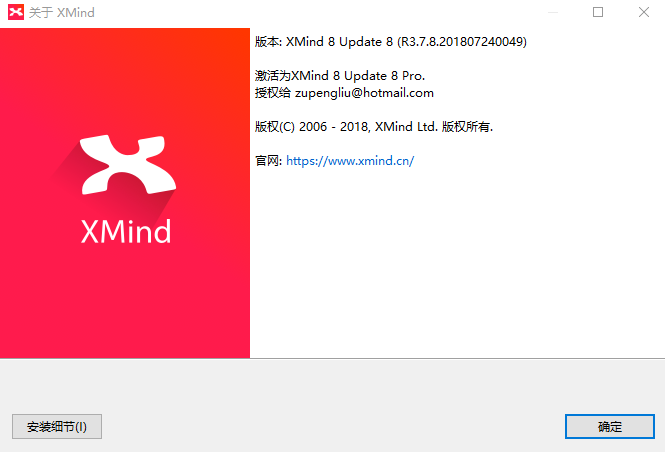 关于 XMind
版本: XMind 8 Update 8 (R3.7.8.201807240049)
激活为XMind 8 Update 8 Pro.
授权给 zupengliu@hotmail.com
版权(C) 2006 - 2018, XMind Ltd. 版权所有.
官网: https://www.xmind.cn/
XMind
安装细节(I)
确定